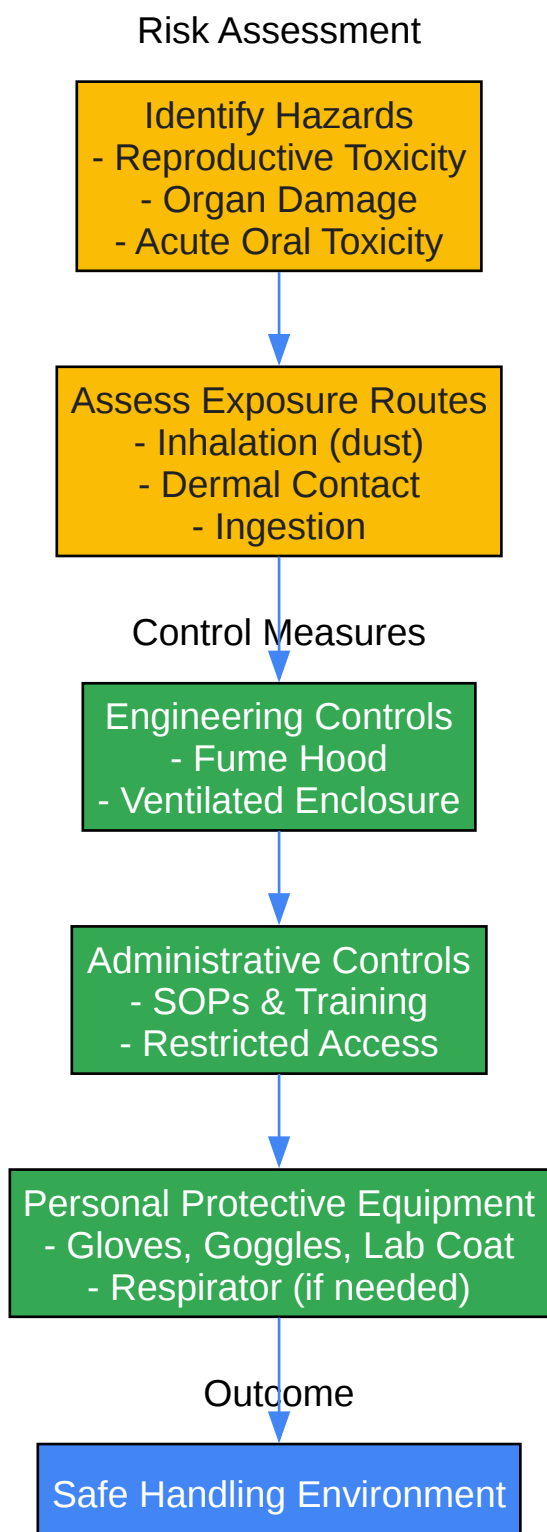 Risk Assessment
Identify Hazards
- Reproductive Toxicity
- Organ Damage
- Acute Oral Toxicity
Assess Exposure Routes
- Inhalation (dust)
- Dermal Contact
- Ingestion
Control Measures
Engineering Controls
- Fume Hood
- Ventilated Enclosure
Administrative Controls
- SOPs & Training
- Restricted Access
Personal Protective Equipment
- Gloves, Goggles, Lab Coat
- Respirator (if needed)
Outcome
Safe Handling Environment